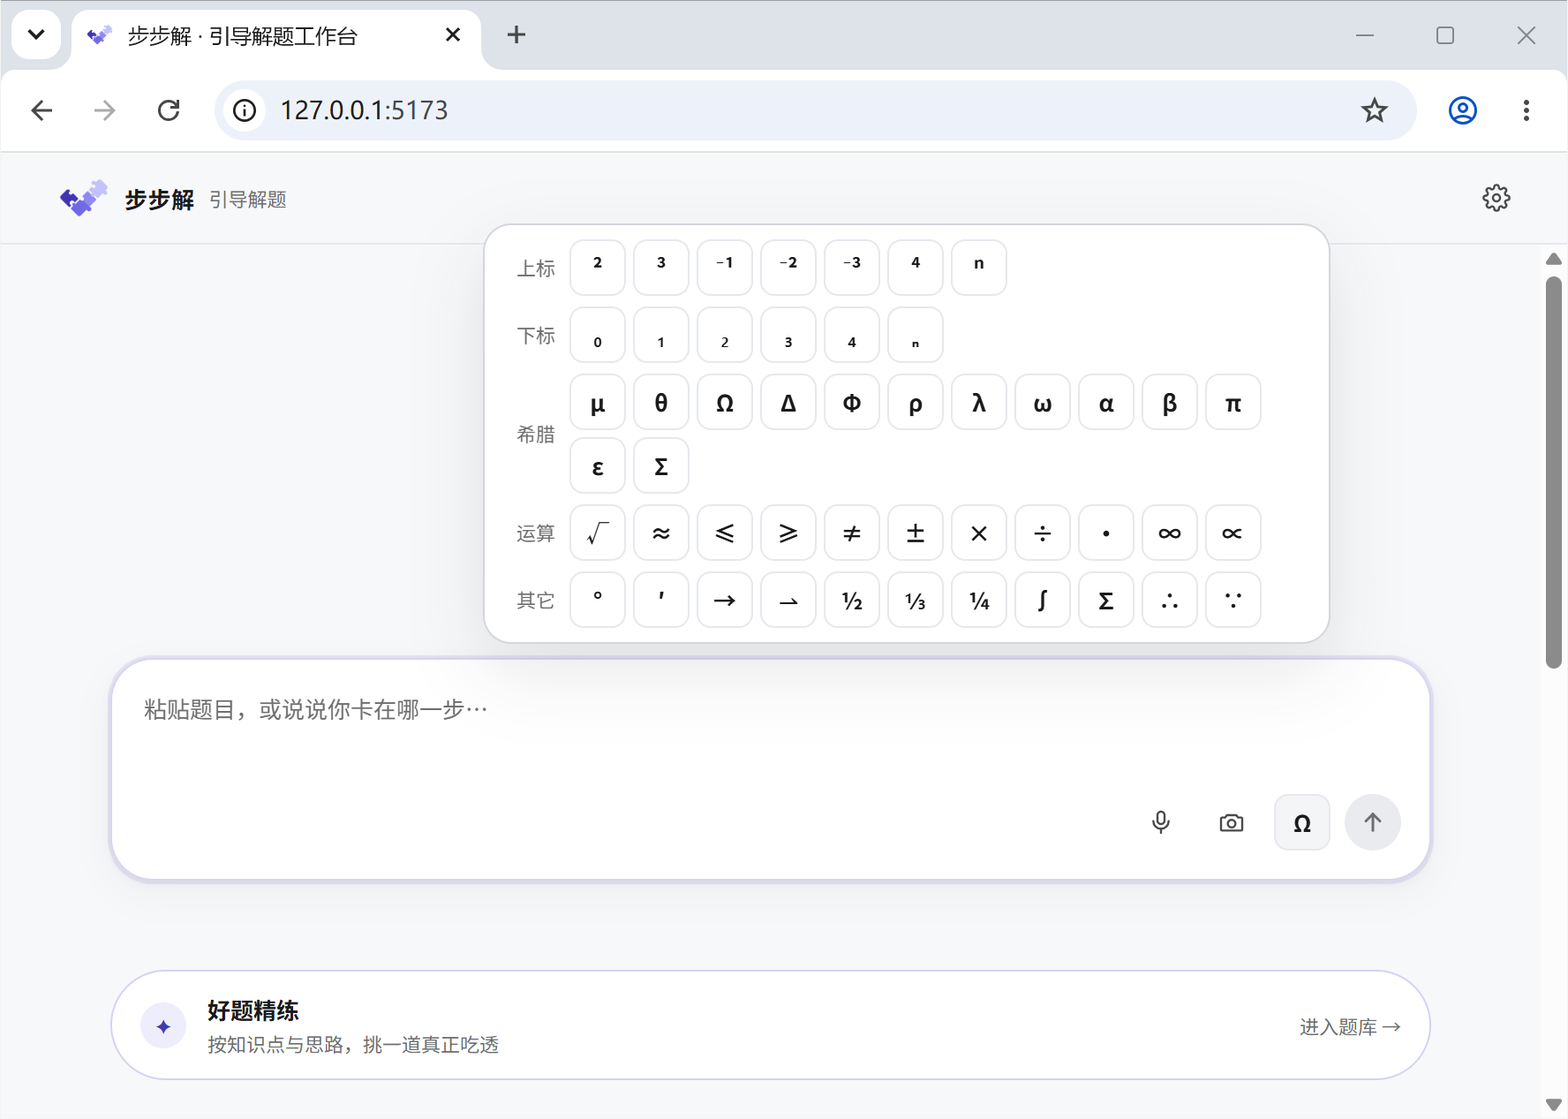 步步解 · 引导解题工作台
127.0.0.1:5173
步步解 引导解题
上标 ² ³ ⁻¹ ⁻² ⁻³ ⁴ ⁿ
下标 ₀ ₁ ₂ ₃ ₄ ₙ
希腊 μ θ Ω Δ Φ ρ λ ω α β π
ε Σ
运算 √ ≈ ⩽ ⩾ ≠ ± × ÷ · ∞ ∝
其它 ° ′ → ⇀ ½ ⅓ ¼ ∫ Σ ∴ ∵
粘贴题目，或说说你卡在哪一步…
Ω
好题精练
按知识点与思路，挑一道真正吃透
进入题库 →